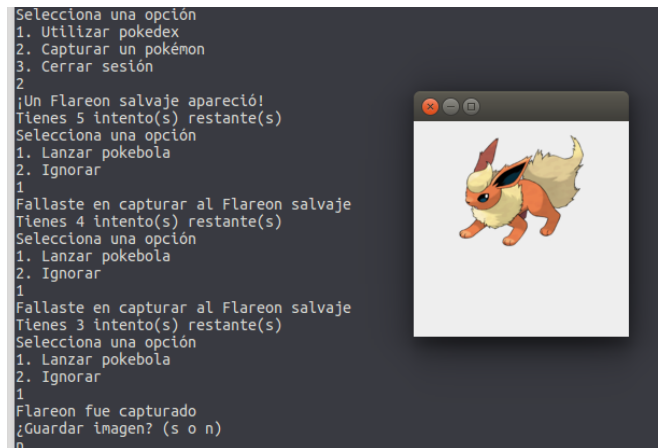 Selecciona una opción
1. Utilizar pokedex
2. Capturar un pokémon
3. Cerrar sesión
2
¡Un Flareon salvaje apareció!
Tienes 5 intento(s) restante(s)
Selecciona una opción
1. Lanzar pokebola
2. Ignorar
1
Fallaste en capturar al Flareon salvaje
Tienes 4 intento(s) restante(s)
Selecciona una opción
1. Lanzar pokebola
2. Ignorar
1
Fallaste en capturar al Flareon salvaje
Tienes 3 intento(s) restante(s)
Selecciona una opción
1. Lanzar pokebola
2. Ignorar
1
Flareon fue capturado
¿Guardar imagen? (s o n)
n